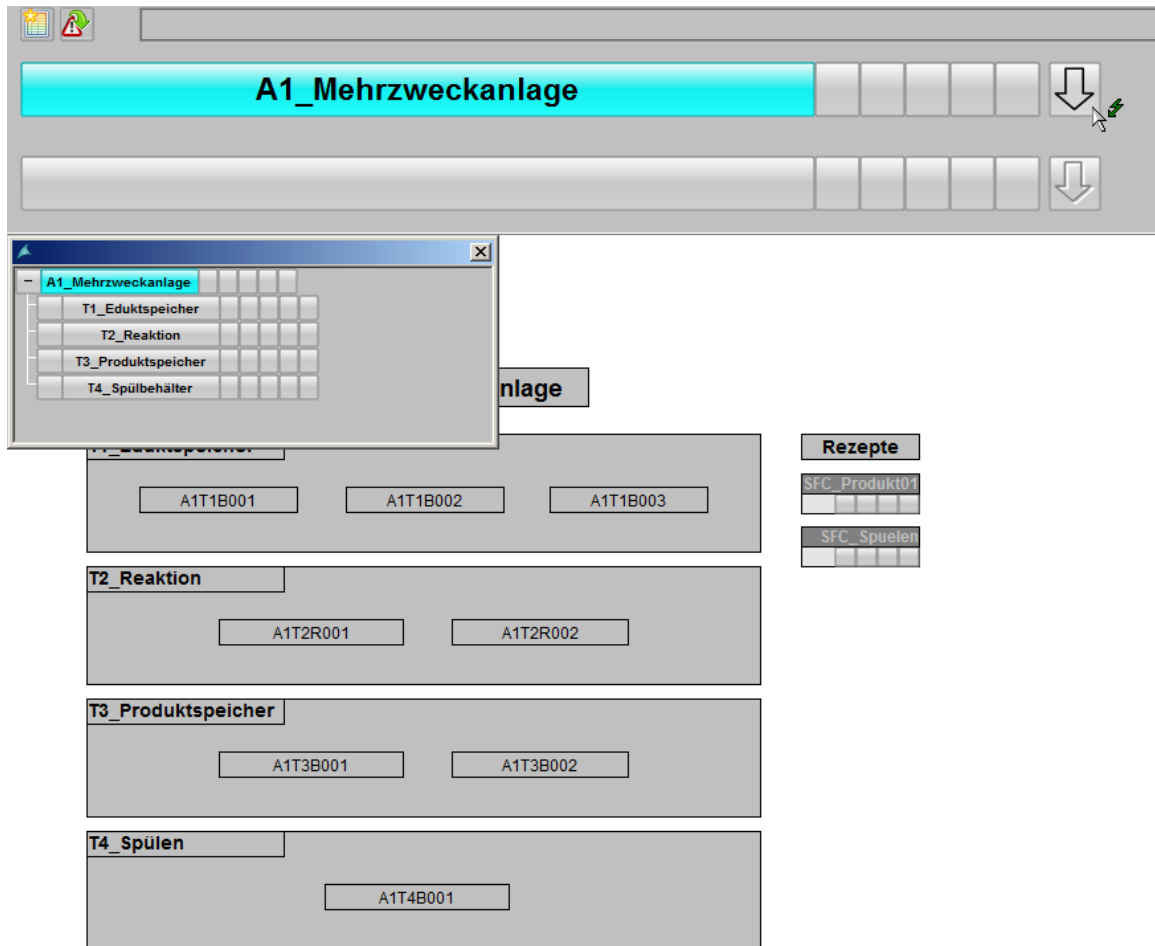 A1_Mehrzweckanlage
A1_Mehrzweckanlage
T1_Eduktspeicher
T2_Reaktion
T3_Produktspeicher
T4_Spülbehälter
nlage
T1_Eduktspeicher
Rezepte
SFC_Produkt01
A1T1B001 A1T1B002 A1T1B003
SFC_Spuelen
T2_Reaktion
A1T2R001 A1T2R002
T3_Produktspeicher
A1T3B001 A1T3B002
T4_Spülen
A1T4B001